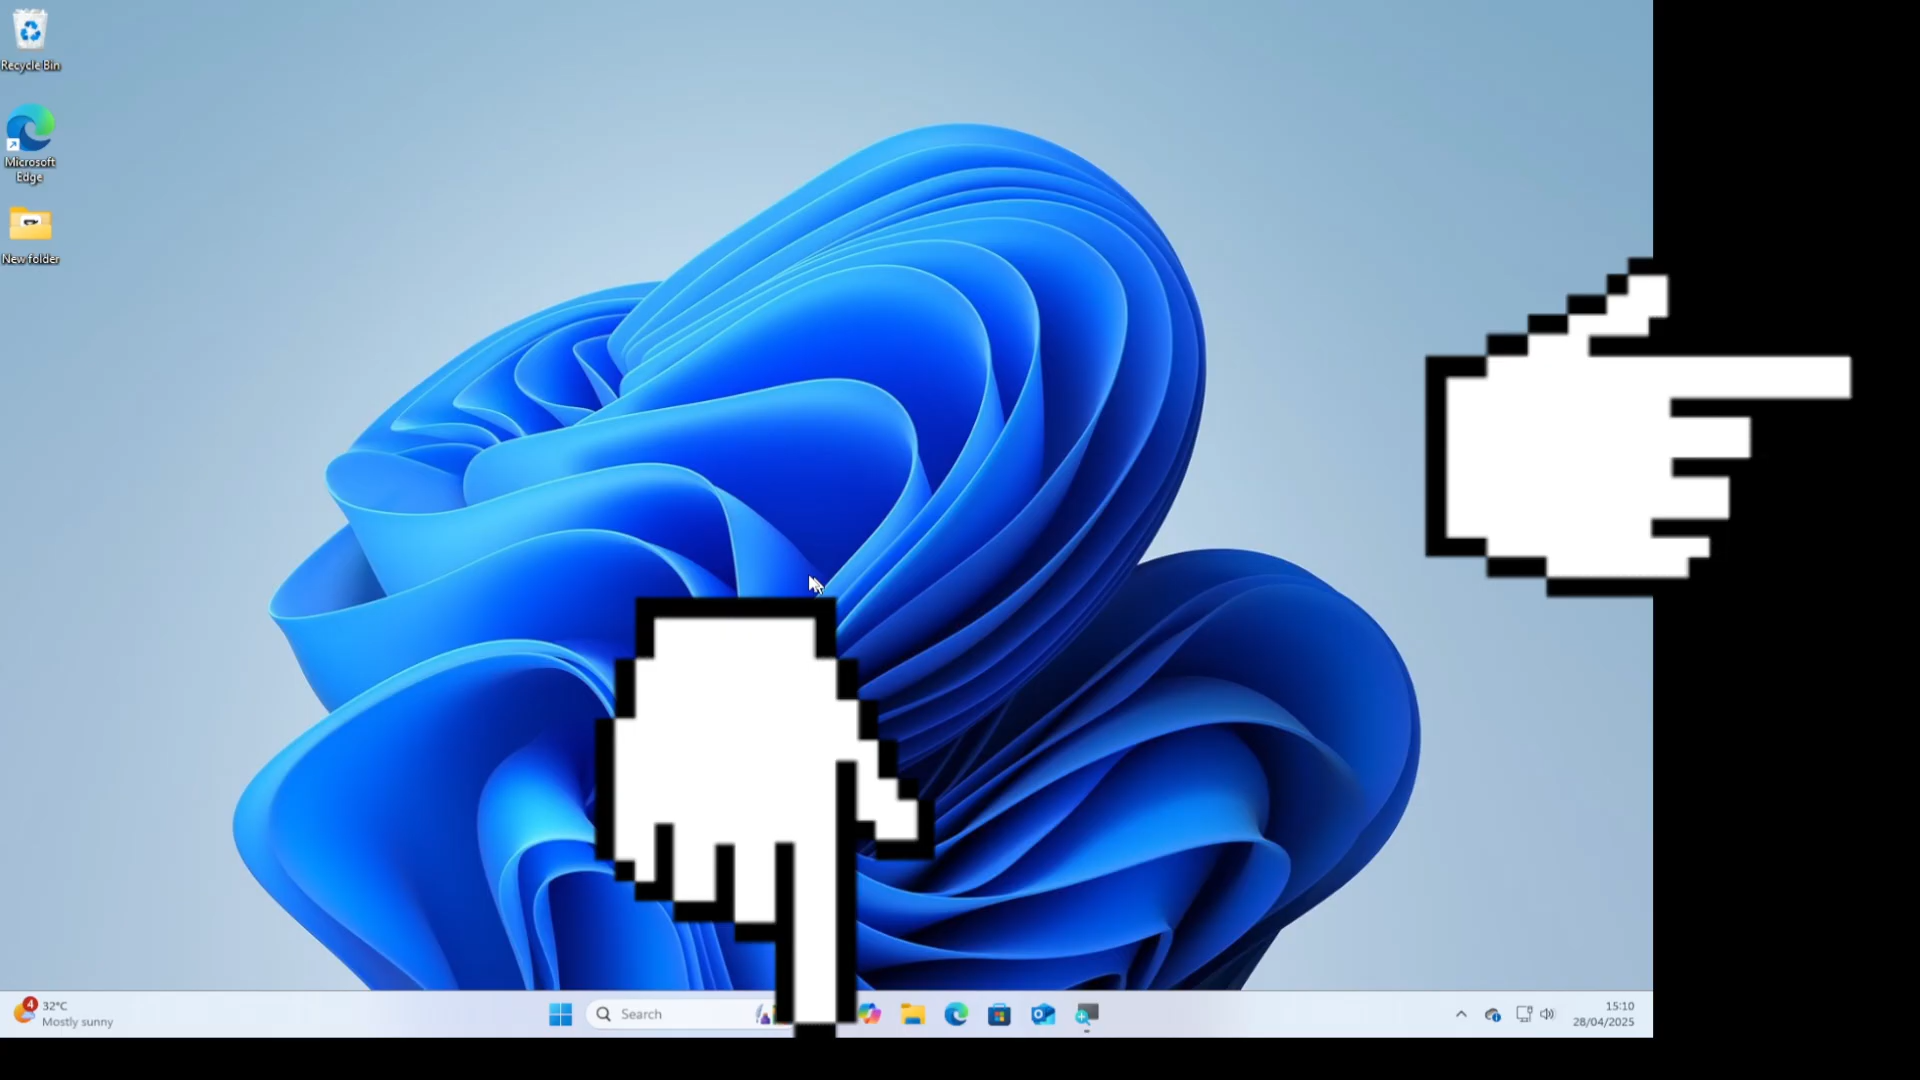 Recycle Bin
Microsoft
Edge
New folder
4
32°C
Mostly sunny
Search
15:10
28/04/2025